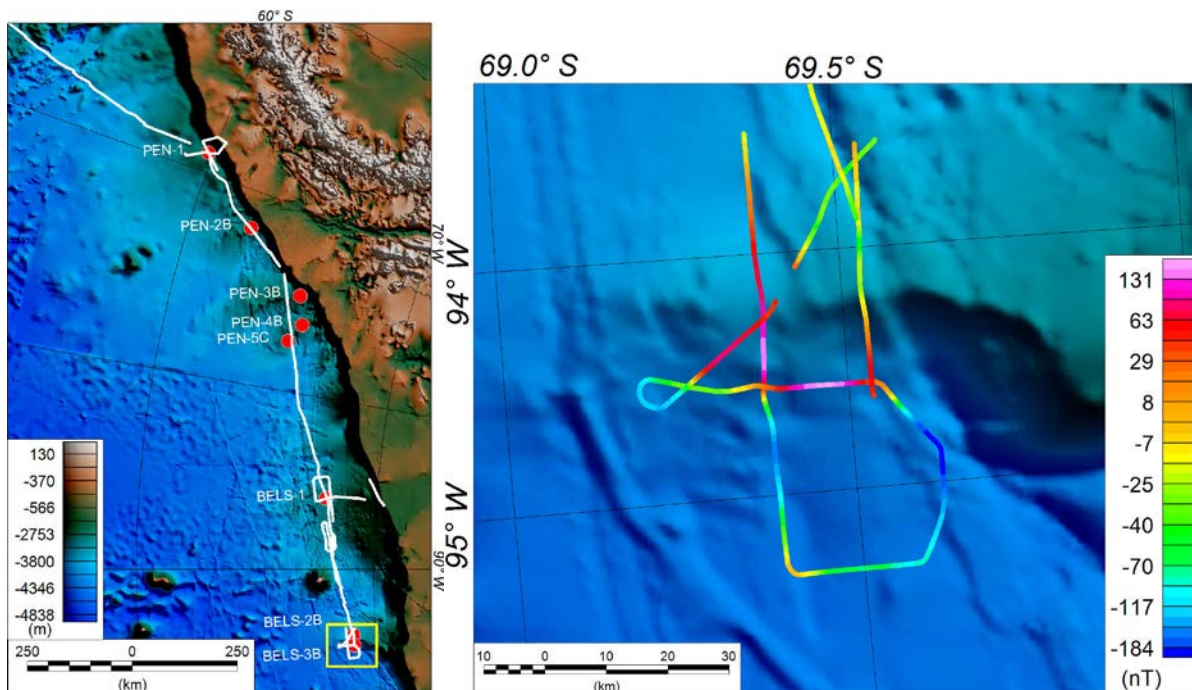 60° S
PEN-1
PEN-2B
70° W
PEN-3B
PEN-4B
PEN-5C
BELS-1
90° W
BELS-2B
BELS-3B
130
-370
-566
-2753
-3800
-4346
-4838
(m)
250 0 250
(km)
69.0° S
69.5° S
94° W
95° W
131
63
29
8
-7
-25
-40
-70
-117
-184
(nT)
10 0 10 20 30
(km)